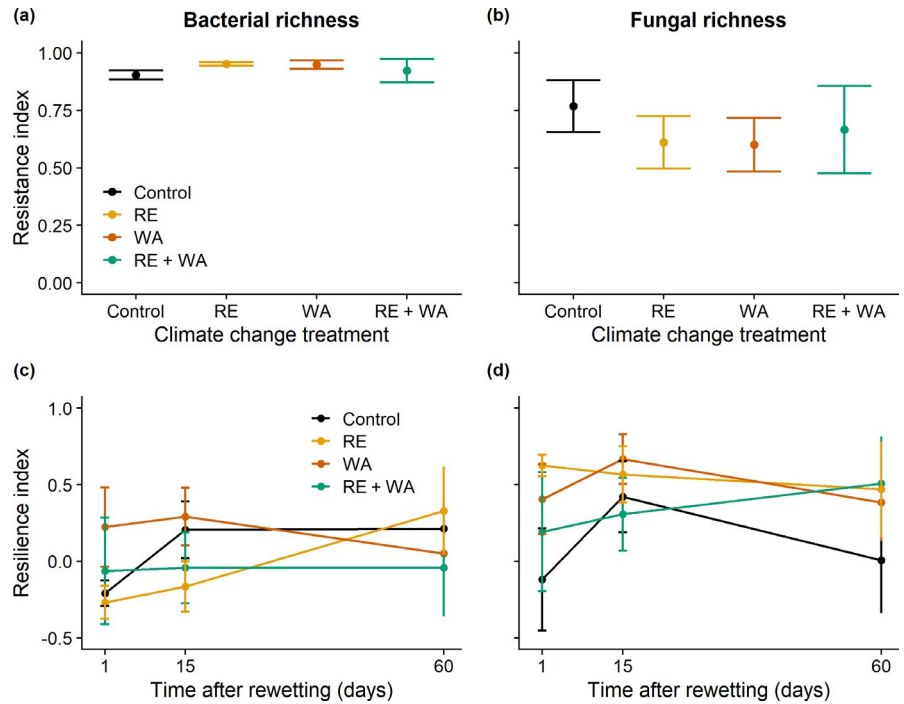 (a)
Bacterial richness
(b)
Fungal richness
Resistance index
1.00
0.75
0.50
0.25
0.00
Control
RE
WA
RE + WA
Control
RE
WA
RE + WA
Climate change treatment
Control
RE
WA
RE + WA
Climate change treatment
(c)
(d)
Resilience index
1.0
0.5
0.0
-0.5
Control
RE
WA
RE + WA
1
15
60
Time after rewetting (days)
1
15
60
Time after rewetting (days)